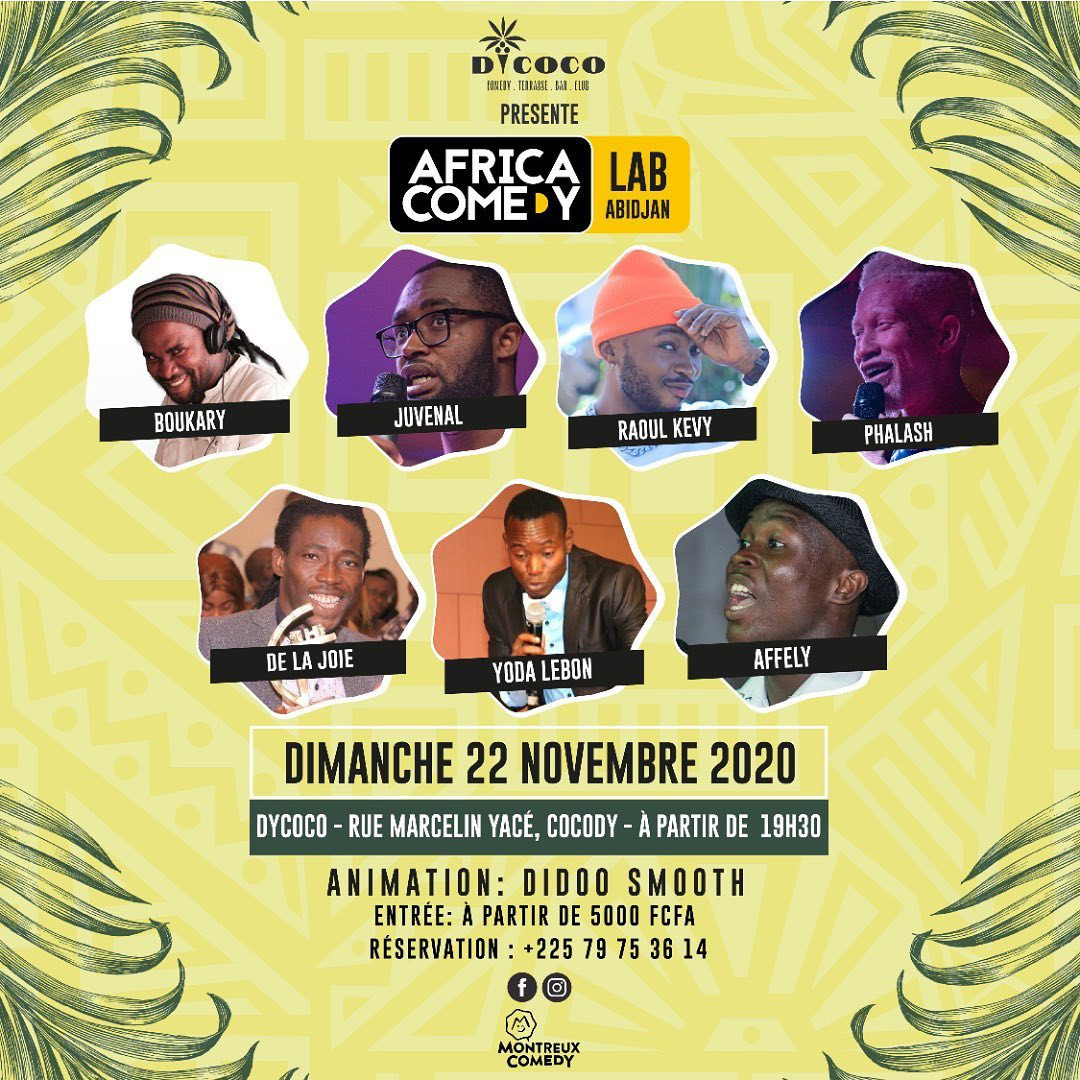 DYCOCO
COMEDY . TERRASSE . BAR . CLUB
PRESENTE
AFRICA
COMEDY
LAB
ABIDJAN
BOUKARY
JUVENAL
RAOUL KEVY
PHALASH
DE LA JOIE
YODA LEBON
AFFELY
DIMANCHE 22 NOVEMBRE 2020
DYCOCO - RUE MARCELIN YACÉ, COCODY - À PARTIR DE 19H30
ANIMATION: DIDOO SMOOTH
ENTRÉE: À PARTIR DE 5000 FCFA
RÉSERVATION : +225 79 75 36 14
MONTREUX
COMEDY